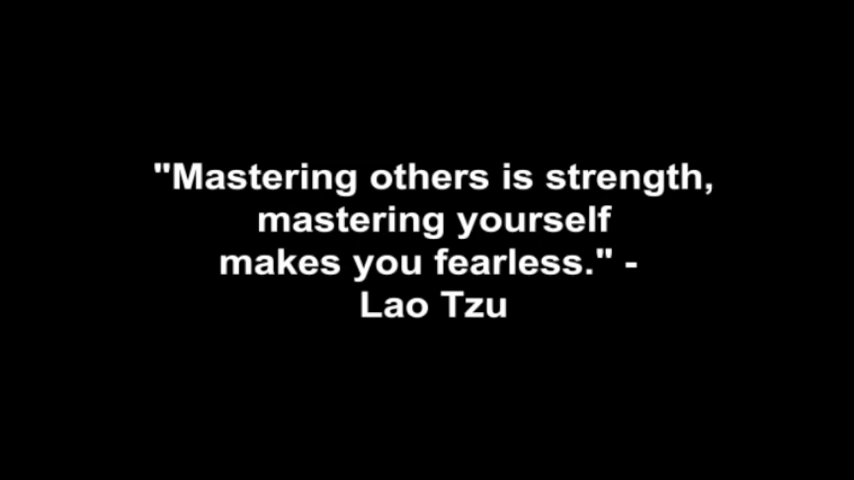 "Mastering others is strength,
mastering yourself
makes you fearless." -
Lao Tzu